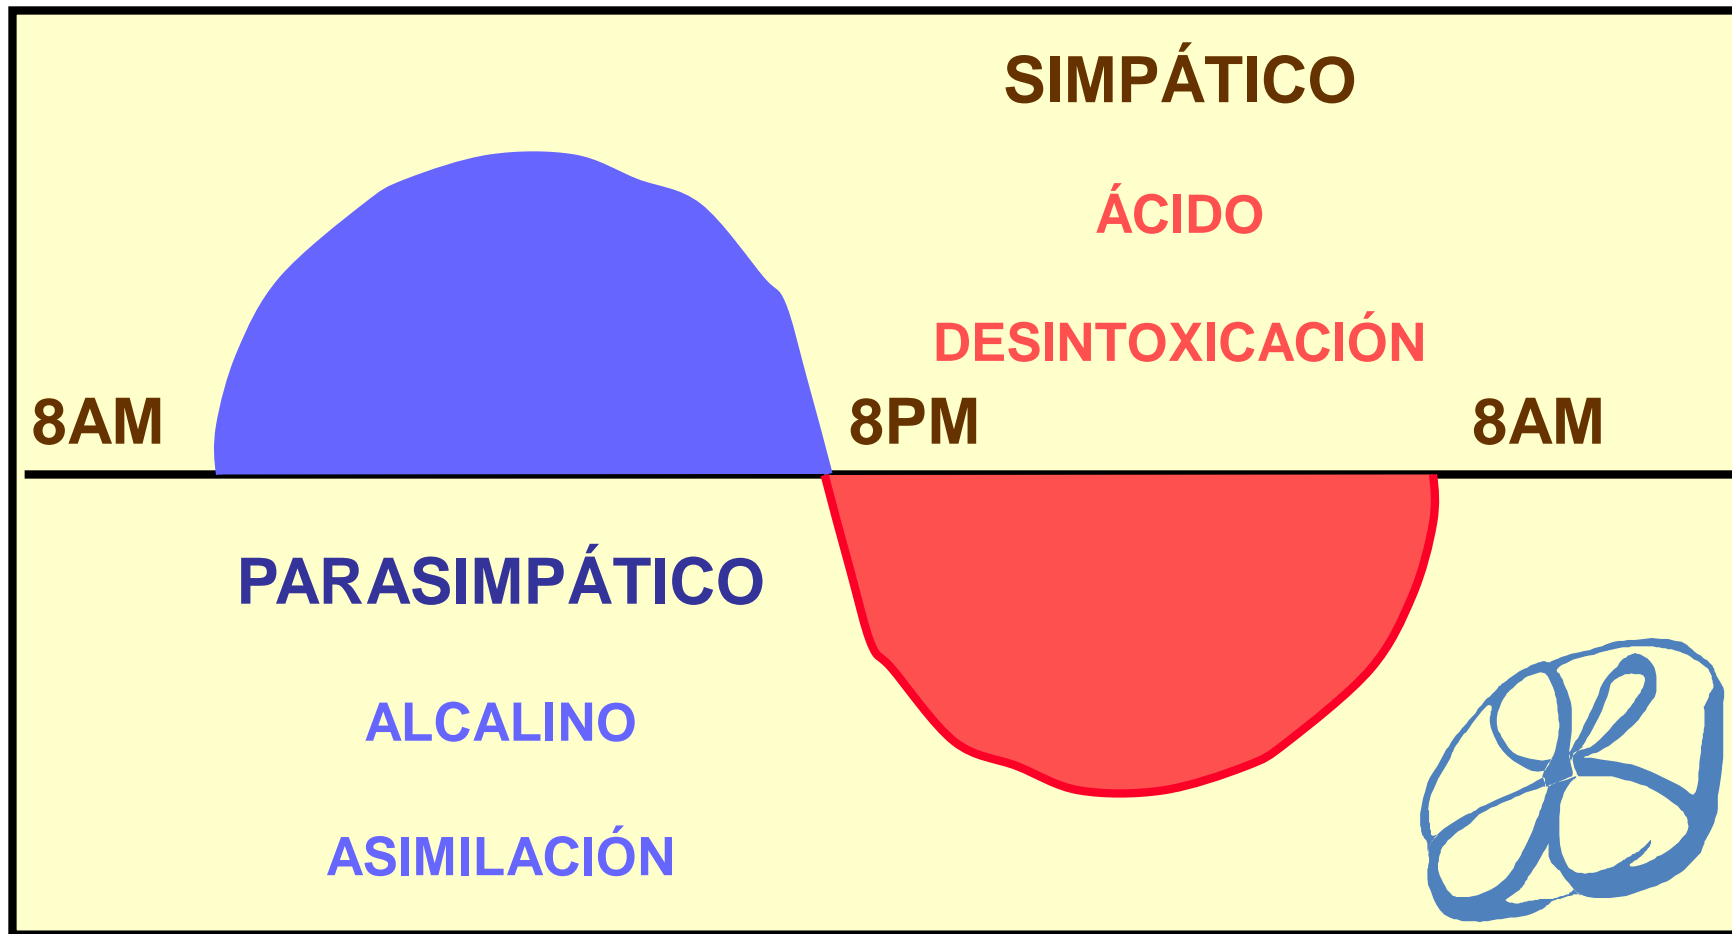 SIMPÁTICO
ÁCIDO
DESINTOXICACIÓN
8AM 8PM 8AM
PARASIMPÁTICO
ALCALINO
ASIMILACIÓN